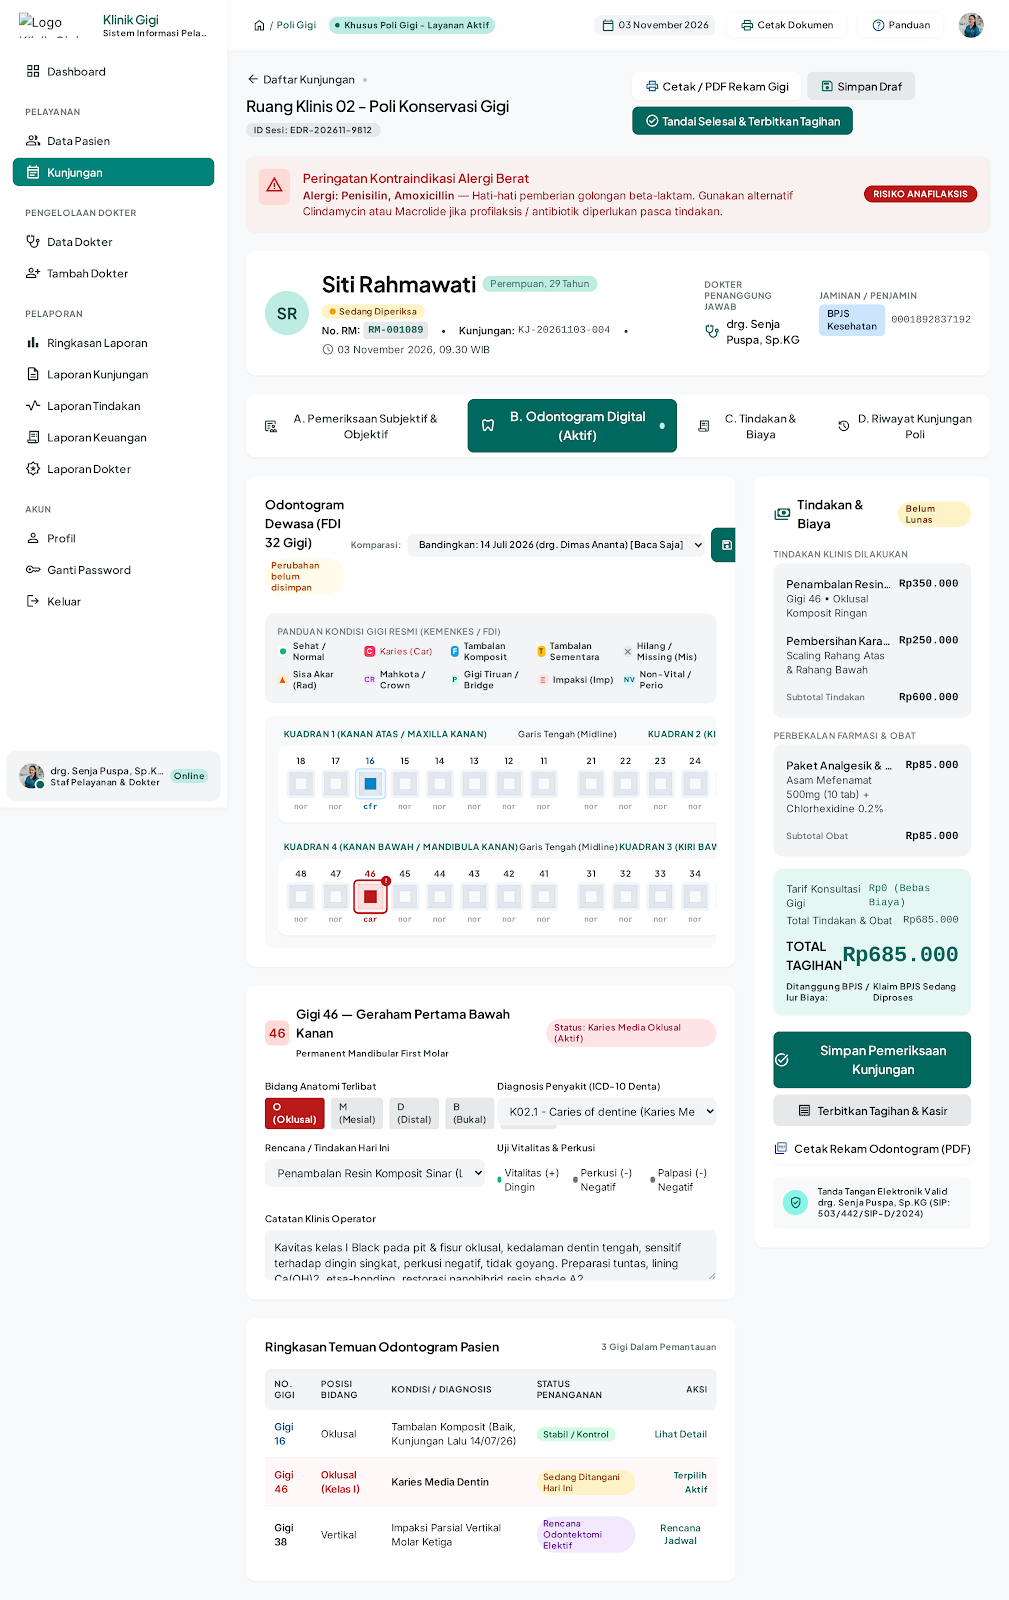 Logo
Klinik Gigi
Klinik Gigi
Sistem Informasi Pela...
Dashboard
PELAYANAN
Data Pasien
Kunjungan
PENGELOLAAN DOKTER
Data Dokter
Tambah Dokter
PELAPORAN
Ringkasan Laporan
Laporan Kunjungan
Laporan Tindakan
Laporan Keuangan
Laporan Dokter
AKUN
Profil
Ganti Password
Keluar
drg. Senja Puspa, Sp.K...
Staf Pelayanan & Dokter
Online
/ Poli Gigi
Khusus Poli Gigi - Layanan Aktif
03 November 2026
Cetak Dokumen
Panduan
Daftar Kunjungan
Ruang Klinis 02 - Poli Konservasi Gigi
ID Sesi: EDR-202611-9812
Cetak / PDF Rekam Gigi
Simpan Draf
Tandai Selesai & Terbitkan Tagihan
Peringatan Kontraindikasi Alergi Berat
Alergi: Penisilin, Amoxicillin — Hati-hati pemberian golongan beta-laktam. Gunakan alternatif
Clindamycin atau Macrolide jika profilaksis / antibiotik diperlukan pasca tindakan.
RISIKO ANAFILAKSIS
SR
Siti Rahmawati
Perempuan, 29 Tahun
Sedang Diperiksa
No. RM: RM-001089 • Kunjungan: KJ-20261103-004 •
03 November 2026, 09.30 WIB
DOKTER
PENANGGUNG
JAWAB
drg. Senja
Puspa, Sp.KG
JAMINAN / PENJAMIN
BPJS
Kesehatan
0001892837192
A. Pemeriksaan Subjektif &
Objektif
B. Odontogram Digital
(Aktif)
C. Tindakan &
Biaya
D. Riwayat Kunjungan
Poli
Odontogram
Dewasa (FDI
32 Gigi)
Perubahan
belum
disimpan
Komparasi:
Bandingkan: 14 Juli 2026 (drg. Dimas Ananta) [Baca Saja]
PANDUAN KONDISI GIGI RESMI (KEMENKES / FDI)
Sehat /
Normal
C Karies (Car)
F Tambalan
Komposit
T Tambalan
Sementara
Hilang /
Missing (Mis)
Sisa Akar
(Rad)
CR Mahkota /
Crown
P Gigi Tiruan /
Bridge
Impaksi (Imp)
NV Non-Vital /
Perio
KUADRAN 1 (KANAN ATAS / MAXILLA KANAN)
Garis Tengah (Midline)
KUADRAN 2 (KI
18 17 16 15 14 13 12 11 21 22 23 24
nor nor cfr nor nor nor nor nor nor nor nor nor
KUADRAN 4 (KANAN BAWAH / MANDIBULA KANAN)
Garis Tengah (Midline)
KUADRAN 3 (KIRI BAW
48 47 46 45 44 43 42 41 31 32 33 34
!
nor nor car nor nor nor nor nor nor nor nor nor
46
Gigi 46 — Geraham Pertama Bawah
Kanan
Permanent Mandibular First Molar
Status: Karies Media Oklusal
(Aktif)
Bidang Anatomi Terlibat
O
(Oklusal)
M
(Mesial)
D
(Distal)
B
(Bukal)
Diagnosis Penyakit (ICD-10 Denta)
K02.1 - Caries of dentine (Karies Me
Rencana / Tindakan Hari Ini
Penambalan Resin Komposit Sinar (L
Uji Vitalitas & Perkusi
Vitalitas (+)
Dingin
Perkusi (-)
Negatif
Palpasi (-)
Negatif
Catatan Klinis Operator
Kavitas kelas I Black pada pit & fisur oklusal, kedalaman dentin tengah, sensitif
terhadap dingin singkat, perkusi negatif, tidak goyang. Preparasi tuntas, lining
Ca(OH)2, etsa-bonding, restorasi nanohibrid resin shade A2.
Ringkasan Temuan Odontogram Pasien
3 Gigi Dalam Pemantauan
NO.
GIGI
POSISI
BIDANG
KONDISI / DIAGNOSIS
STATUS
PENANGANAN
AKSI
Gigi
16
Oklusal
Tambalan Komposit (Baik,
Kunjungan Lalu 14/07/26)
Stabil / Kontrol
Lihat Detail
Gigi
46
Oklusal
(Kelas I)
Karies Media Dentin
Sedang Ditangani
Hari Ini
Terpilih
Aktif
Gigi
38
Vertikal
Impaksi Parsial Vertikal
Molar Ketiga
Rencana
Odontektomi
Elektif
Rencana
Jadwal
Tindakan &
Biaya
Belum
Lunas
TINDAKAN KLINIS DILAKUKAN
Penambalan Resin... Rp350.000
Gigi 46 • Oklusal
Komposit Ringan
Pembersihan Kara... Rp250.000
Scaling Rahang Atas
& Rahang Bawah
Subtotal Tindakan Rp600.000
PERBEKALAN FARMASI & OBAT
Paket Analgesik & ... Rp85.000
Asam Mefenamat
500mg (10 tab) +
Chlorhexidine 0.2%
Subtotal Obat Rp85.000
Tarif Konsultasi
Gigi
Rp0 (Bebas
Biaya)
Total Tindakan & Obat Rp685.000
TOTAL
TAGIHAN
Rp685.000
Ditanggung BPJS /
Iur Biaya:
Klaim BPJS Sedang
Diproses
Simpan Pemeriksaan
Kunjungan
Terbitkan Tagihan & Kasir
Cetak Rekam Odontogram (PDF)
Tanda Tangan Elektronik Valid
drg. Senja Puspa, Sp.KG (SIP:
503/442/SIP-D/2024)